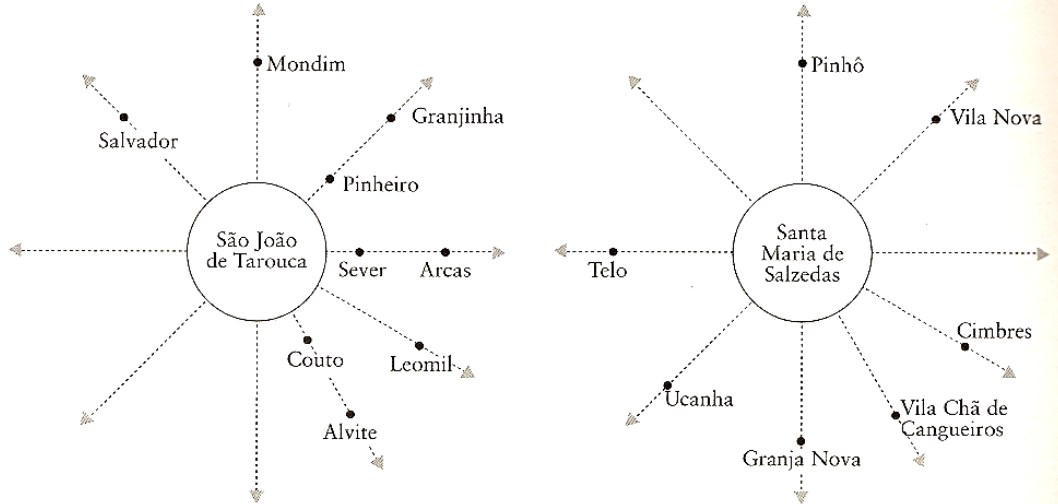 Mondim
Granjinha
Salvador
Pinheiro
São João
de Tarouca
Sever
Arcas
Couto
Leomil
Alvite
Pinhô
Vila Nova
Santa
Maria de
Salzedas
Telo
Cimbres
Ucanha
Vila Chã de
Cangueiros
Granja Nova